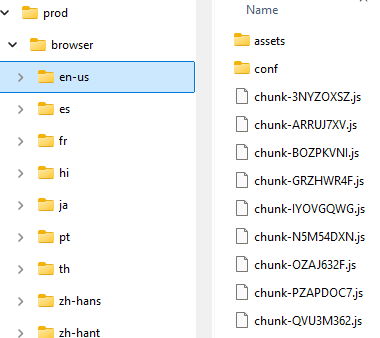 prod
browser
en-us
es
fr
hi
ja
pt
th
zh-hans
zh-hant
Name
assets
conf
chunk-3NYZOXSZ.js
chunk-ARRUJ7XV.js
chunk-BOZPKVNI.js
chunk-GRZHWR4F.js
chunk-IYOVGQWG.js
chunk-N5M54DXN.js
chunk-OZAJ632F.js
chunk-PZAPDOC7.js
chunk-QVU3M362.js